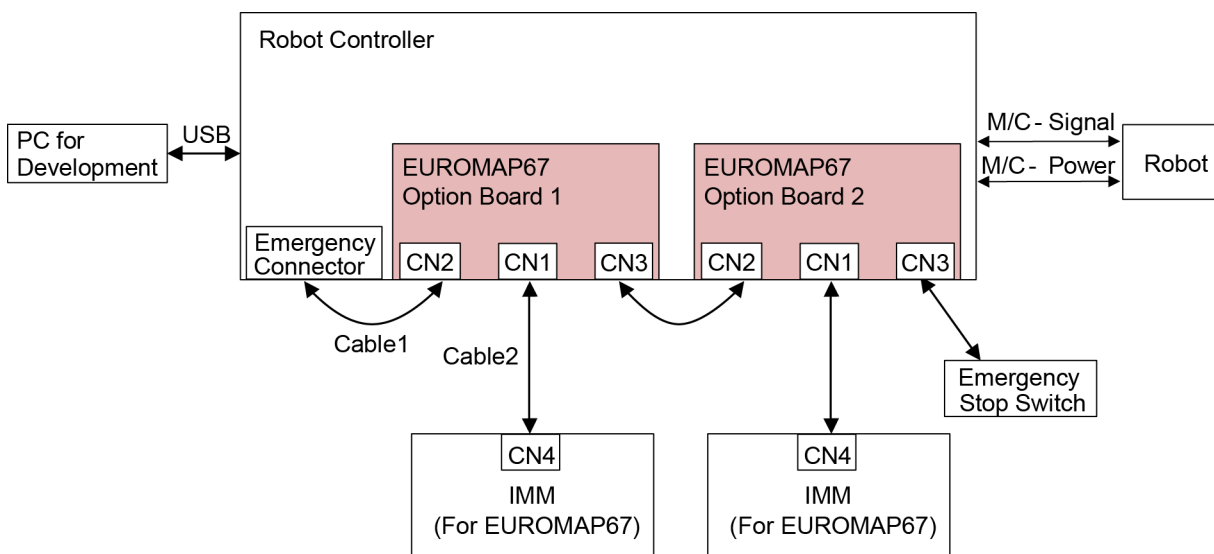 Robot Controller
PC for
Development
USB
M/C - Signal
M/C - Power
Robot
EUROMAP67
Option Board 1
EUROMAP67
Option Board 2
Emergency
Connector
CN2
CN1
CN3
CN2
CN1
CN3
Cable1
Cable2
Emergency
Stop Switch
CN4
IMM
(For EUROMAP67)
CN4
IMM
(For EUROMAP67)